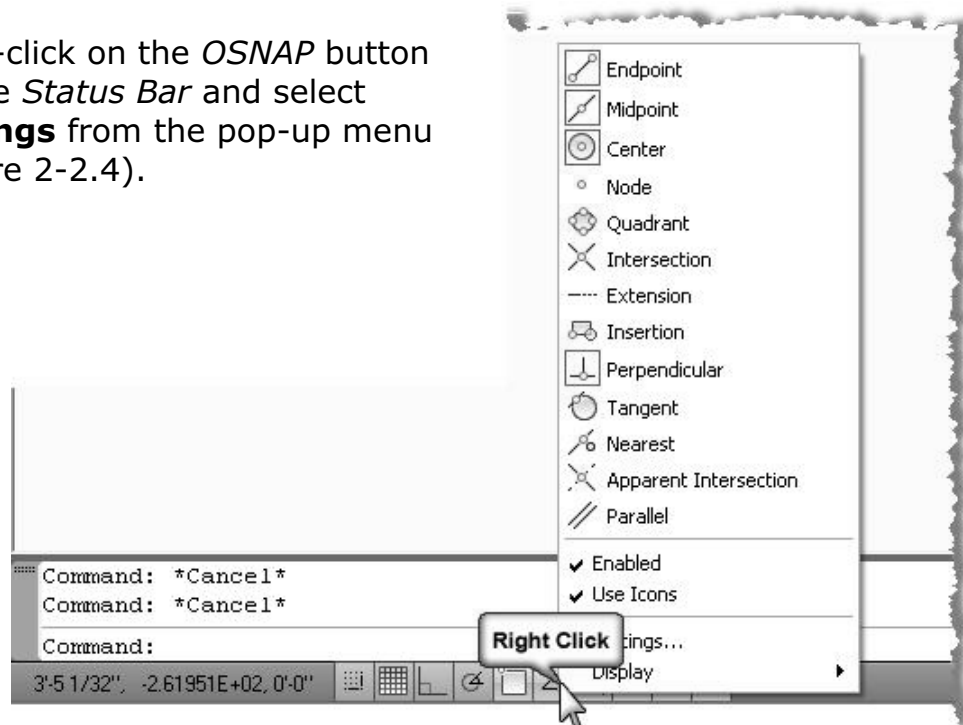 -click on the OSNAP button
e Status Bar and select
ngs from the pop-up menu
re 2-2.4).
Endpoint
Midpoint
Center
Node
Quadrant
Intersection
Extension
Insertion
Perpendicular
Tangent
Nearest
Apparent Intersection
Parallel
Enabled
Use Icons
Right Click
tings...
Display
Command: *Cancel*
Command: *Cancel*
Command:
3'-5 1/32", -2.61951E+02, 0'-0"